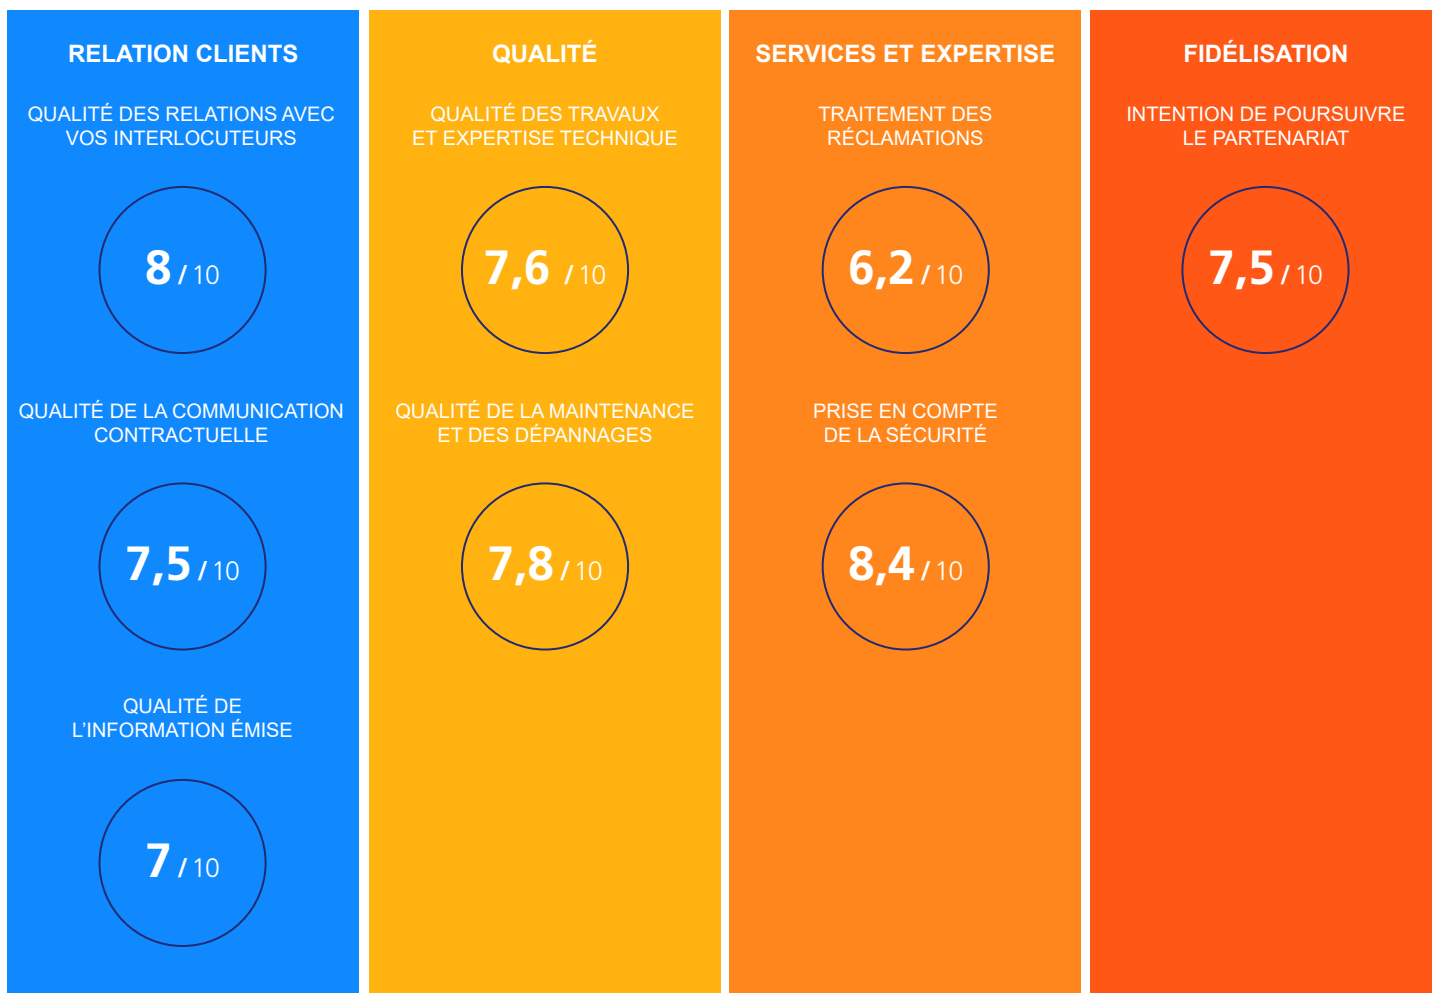 RELATION CLIENTS
QUALITÉ DES RELATIONS AVEC
VOS INTERLOCUTEURS
8 / 10
QUALITÉ DE LA COMMUNICATION
CONTRACTUELLE
7,5 / 10
QUALITÉ DE
L’INFORMATION ÉMISE
7 / 10
QUALITÉ
QUALITÉ DES TRAVAUX
ET EXPERTISE TECHNIQUE
7,6 / 10
QUALITÉ DE LA MAINTENANCE
ET DES DÉPANNAGES
7,8 / 10
SERVICES ET EXPERTISE
TRAITEMENT DES
RÉCLAMATIONS
6,2 / 10
PRISE EN COMPTE
DE LA SÉCURITÉ
8,4 / 10
FIDÉLISATION
INTENTION DE POURSUIVRE
LE PARTENARIAT
7,5 / 10